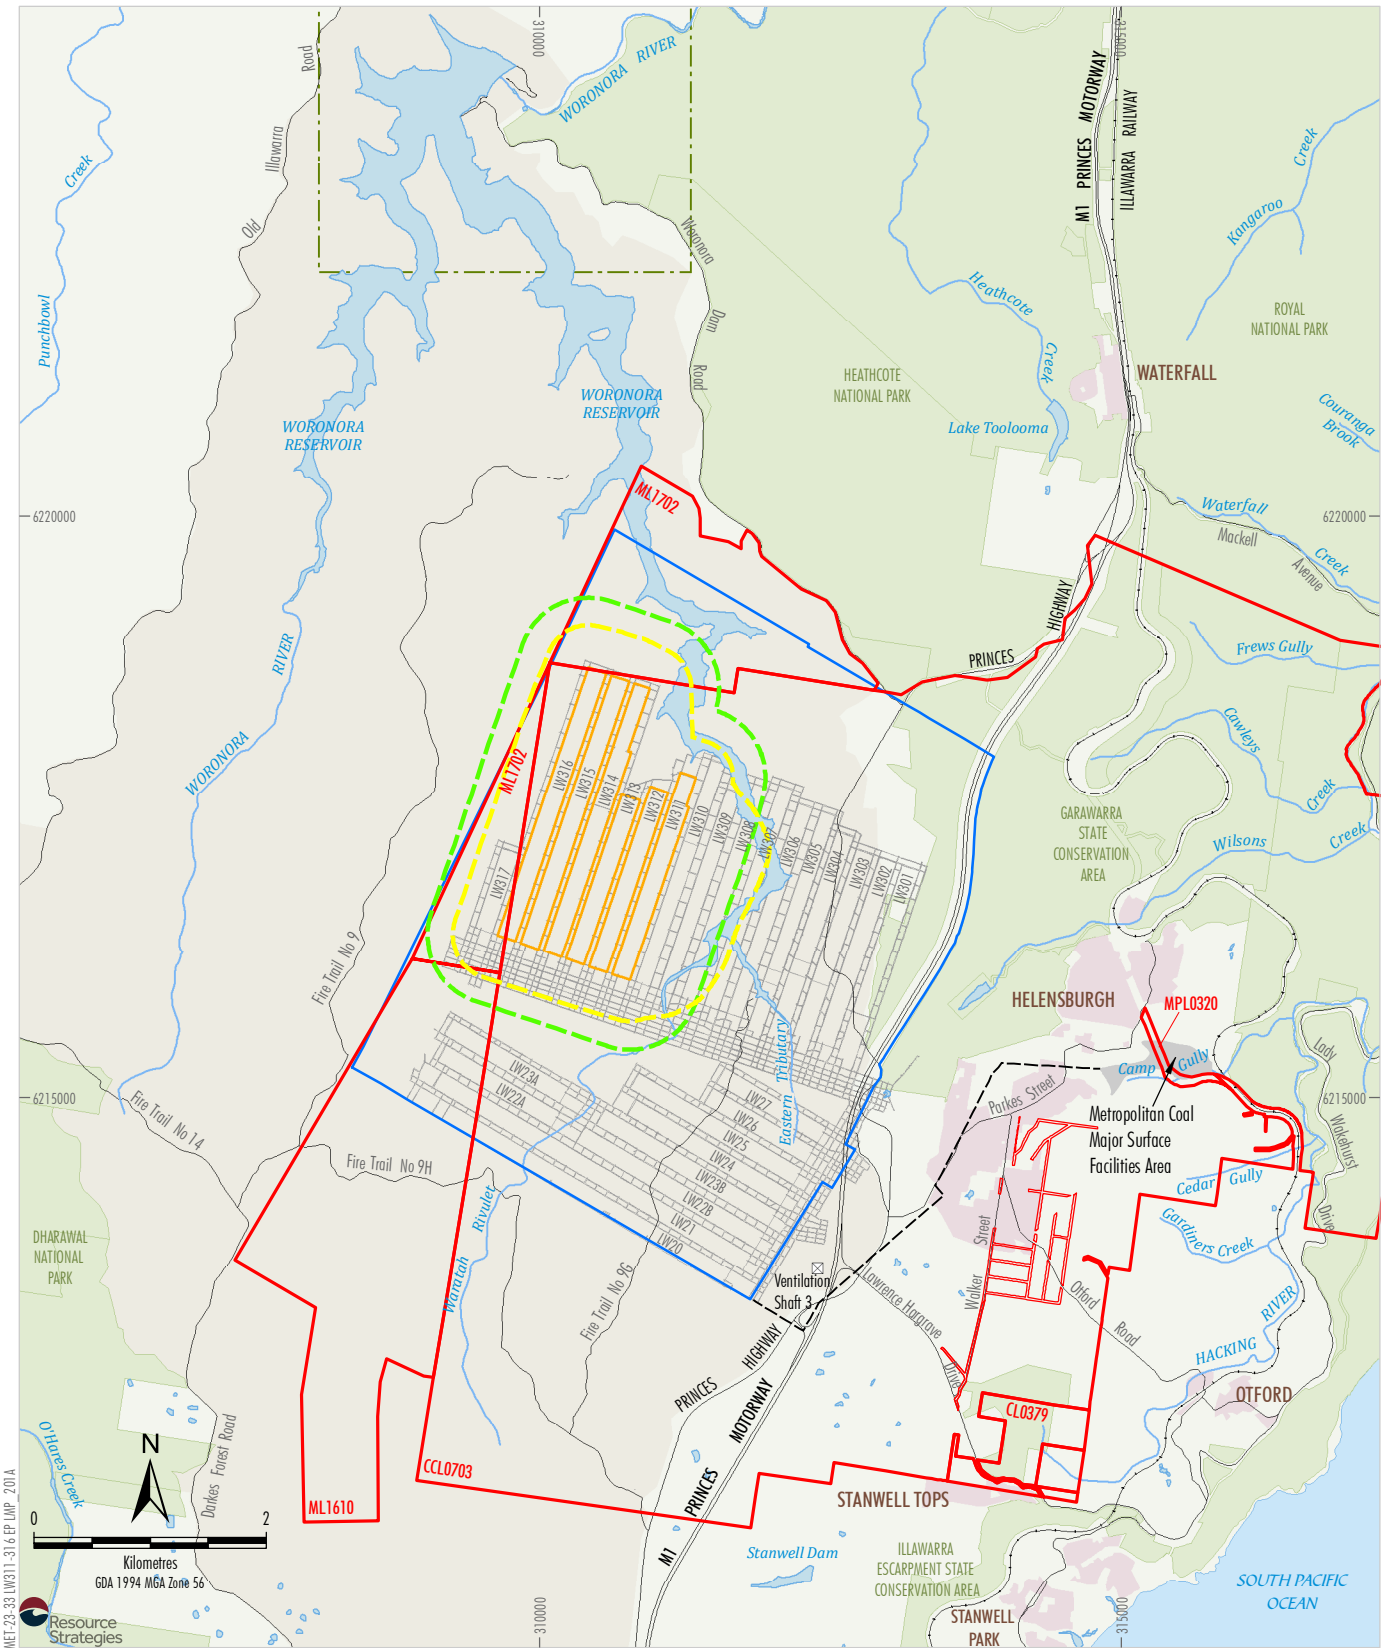 310000
315000
Road
Illawarra
Old
Creek
Punchbowl
WORONORA RIVER
M1 PRINCES MOTORWAY
ILLAWARRA RAILWAY
Creek
Kangaroo
Woronora
Dam
Road
Heathcote
Creek
ROYAL
NATIONAL PARK
HEATHCOTE
NATIONAL PARK
WATERFALL
WORONORA
RESERVOIR
WORONORA
RESERVOIR
Lake Toolooma
Couranga
Brook
ML1702
6220000
6220000
Waterfall
Creek
Mackell
Avenue
HIGHWAY
PRINCES
Frews Gully
WORONORA RIVER
Cawleys
Creek
ML1702
LW316
LW315
LW314
LW313
LW312
LW311
LW310
LW309
LW308
LW307
LW306
LW305
LW304
LW303
LW302
LW301
LW317
GARAWARRA
STATE
CONSERVATION
AREA
Wilsons
Creek
Fire Trail No 9
HELENSBURGH
MPL0320
Camp Gully
Lady
Wakehurst
Drive
Parkes Street
Eastern Tributary
6215000
6215000
Fire Trail No 14
Fire Trail No 9H
LW23A
LW22A
LW27
LW26
LW25
LW24
LW23B
LW22B
LW21
LW20
Metropolitan Coal
Major Surface
Facilities Area
Cedar Gully
Gardiners Creek
DHARAWAL
NATIONAL
PARK
Waratah Rivulet
Fire Trail No 9G
Ventilation
Shaft 3
Lawrence Hargrave
Drive
Walker Street
Otford Road
HACKING RIVER
PRINCES HIGHWAY
OTFORD
CL0379
M1 PRINCES MOTORWAY
O'Hares Creek
Darkes Forest Road
CCL0703
ML1610
STANWELL TOPS
N
0
2
Kilometres
GDA 1994 MGA Zone 56
Stanwell Dam
ILLAWARRA
ESCARPMENT STATE
CONSERVATION AREA
STANWELL
PARK
SOUTH PACIFIC
OCEAN
310000
315000
Resource
Strategies
MET-23-33 LW311-316 EP LMP_201A